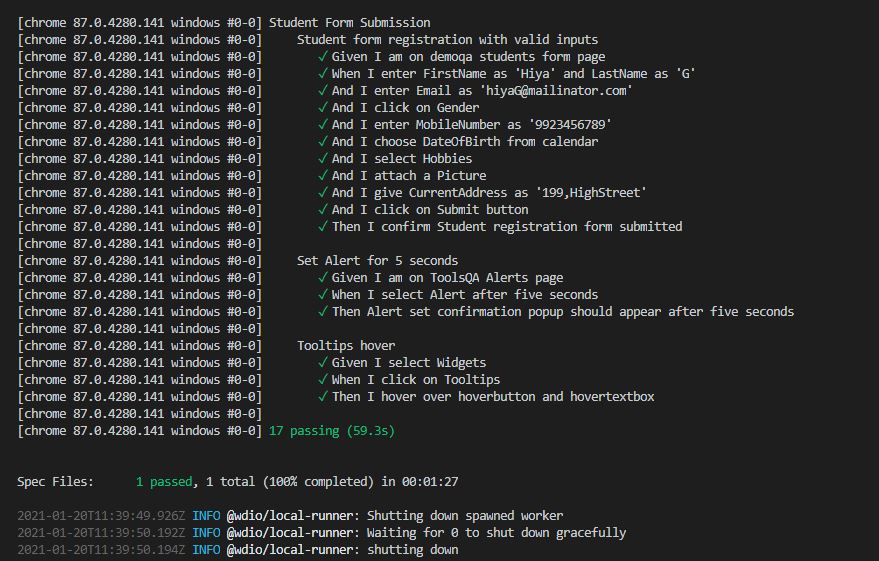 [chrome 87.0.4280.141 windows #0-0] Student Form Submission
[chrome 87.0.4280.141 windows #0-0]     Student form registration with valid inputs
[chrome 87.0.4280.141 windows #0-0]        ✓ Given I am on demoqa students form page
[chrome 87.0.4280.141 windows #0-0]        ✓ When I enter FirstName as 'Hiya' and LastName as 'G'
[chrome 87.0.4280.141 windows #0-0]        ✓ And I enter Email as 'hiyaG@mailinator.com'
[chrome 87.0.4280.141 windows #0-0]        ✓ And I click on Gender
[chrome 87.0.4280.141 windows #0-0]        ✓ And I enter MobileNumber as '9923456789'
[chrome 87.0.4280.141 windows #0-0]        ✓ And I choose DateOfBirth from calendar
[chrome 87.0.4280.141 windows #0-0]        ✓ And I select Hobbies
[chrome 87.0.4280.141 windows #0-0]        ✓ And I attach a Picture
[chrome 87.0.4280.141 windows #0-0]        ✓ And I give CurrentAddress as '199,HighStreet'
[chrome 87.0.4280.141 windows #0-0]        ✓ And I click on Submit button
[chrome 87.0.4280.141 windows #0-0]        ✓ Then I confirm Student registration form submitted
[chrome 87.0.4280.141 windows #0-0]
[chrome 87.0.4280.141 windows #0-0]     Set Alert for 5 seconds
[chrome 87.0.4280.141 windows #0-0]        ✓ Given I am on ToolsQA Alerts page
[chrome 87.0.4280.141 windows #0-0]        ✓ When I select Alert after five seconds
[chrome 87.0.4280.141 windows #0-0]        ✓ Then Alert set confirmation popup should appear after five seconds
[chrome 87.0.4280.141 windows #0-0]
[chrome 87.0.4280.141 windows #0-0]     Tooltips hover
[chrome 87.0.4280.141 windows #0-0]        ✓ Given I select Widgets
[chrome 87.0.4280.141 windows #0-0]        ✓ When I click on Tooltips
[chrome 87.0.4280.141 windows #0-0]        ✓ Then I hover over hoverbutton and hovertextbox
[chrome 87.0.4280.141 windows #0-0]
[chrome 87.0.4280.141 windows #0-0] 17 passing (59.3s)
Spec Files:      1 passed, 1 total (100% completed) in 00:01:27
2021-01-20T11:39:49.926Z INFO @wdio/local-runner: Shutting down spawned worker
2021-01-20T11:39:50.192Z INFO @wdio/local-runner: Waiting for 0 to shut down gracefully
2021-01-20T11:39:50.194Z INFO @wdio/local-runner: shutting down